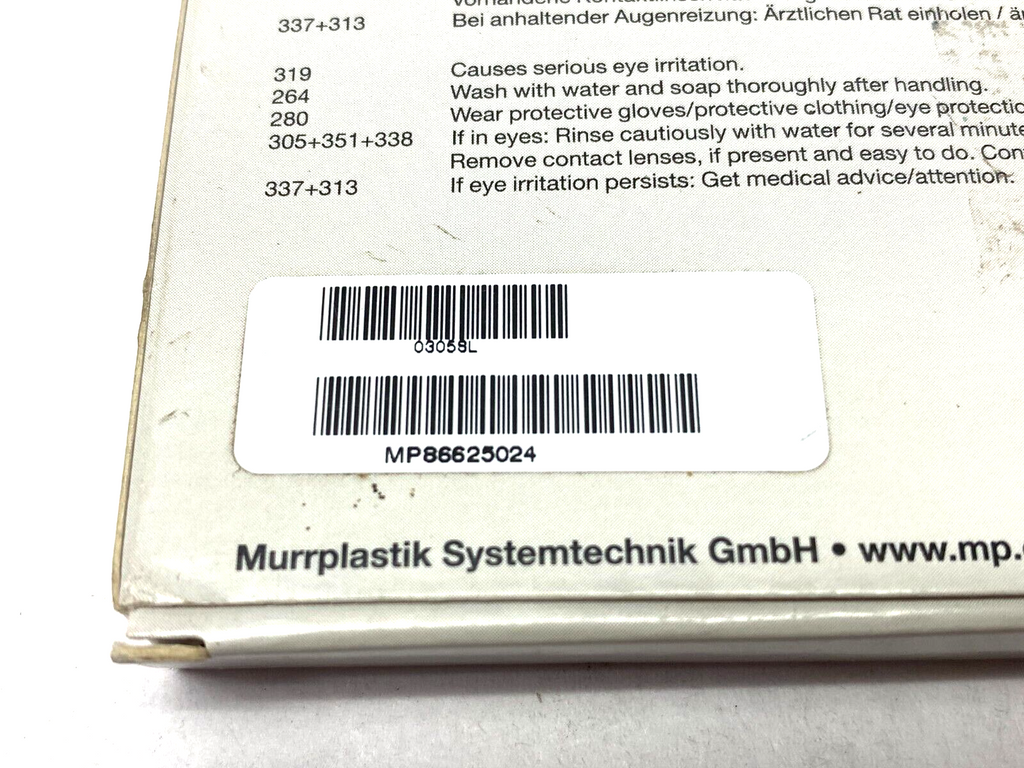 337+313 Bei anhaltender Augenreizung: Ärztlichen Rat einholen /
319 Causes serious eye irritation.
264 Wash with water and soap thoroughly after handling.
280 Wear protective gloves/protective clothing/eye protectio
305+351+338 If in eyes: Rinse cautiously with water for several minute
Remove contact lenses, if present and easy to do. Con
337+313 If eye irritation persists: Get medical advice/attention.
03058L
MP86625024
Murrplastik Systemtechnik GmbH • www.mp.